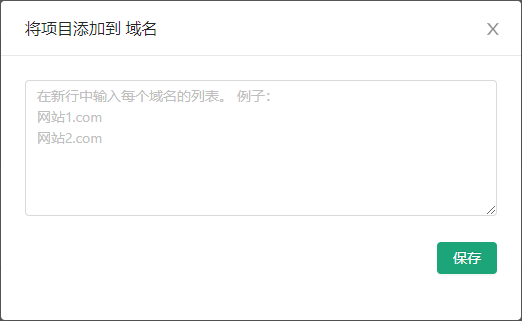 将项目添加到 域名
在新行中输入每个域名的列表。 例子：
网站1.com
网站2.com
保存